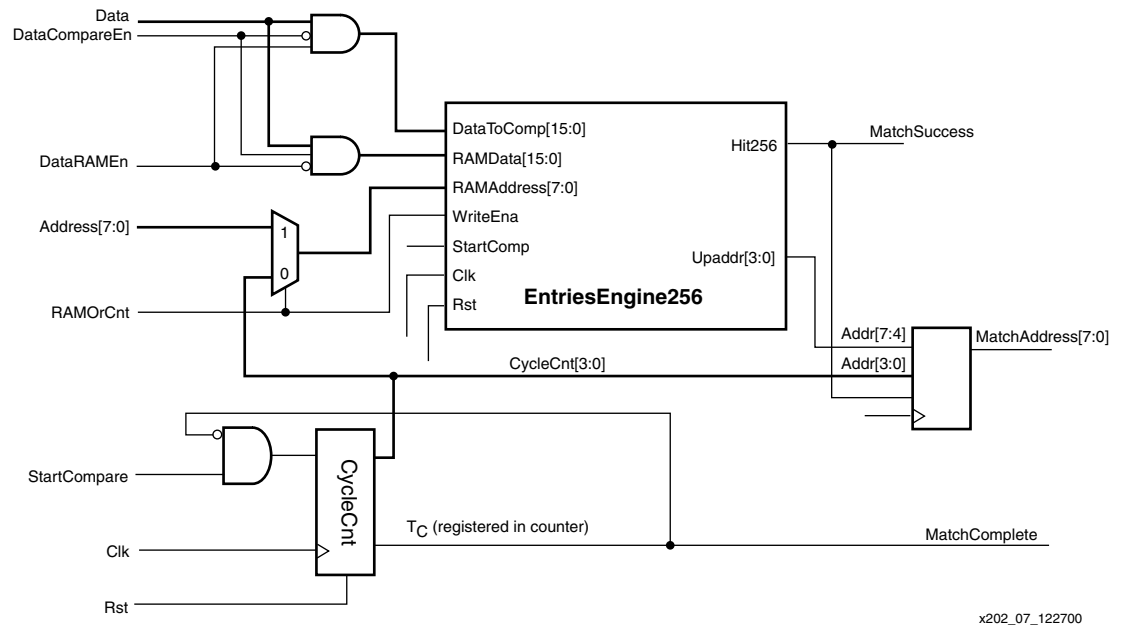 Data
DataCompareEn
DataRAMEn
Address[7:0]
1
0
RAMOrCnt
DataToComp[15:0]
RAMData[15:0]
RAMAddress[7:0]
WriteEna
StartComp
Clk
Rst
EntriesEngine256
Hit256
Upaddr[3:0]
MatchSuccess
Addr[7:4]
Addr[3:0]
MatchAddress[7:0]
CycleCnt[3:0]
StartCompare
Clk
Rst
CycleCnt
TC (registered in counter)
MatchComplete
x202_07_122700